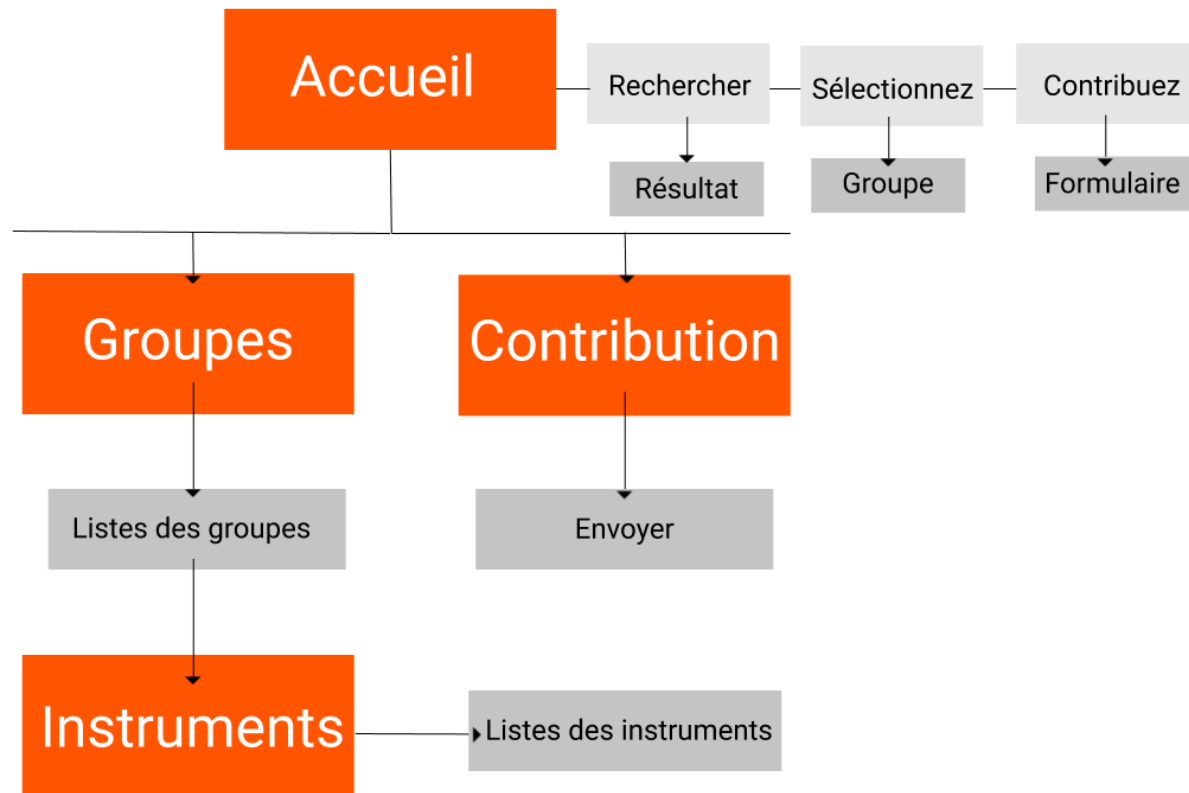 Accueil
Rechercher
Sélectionnez
Contribuez
Résultat
Groupe
Formulaire
Groupes
Contribution
Listes des groupes
Envoyer
Instruments
Listes des instruments